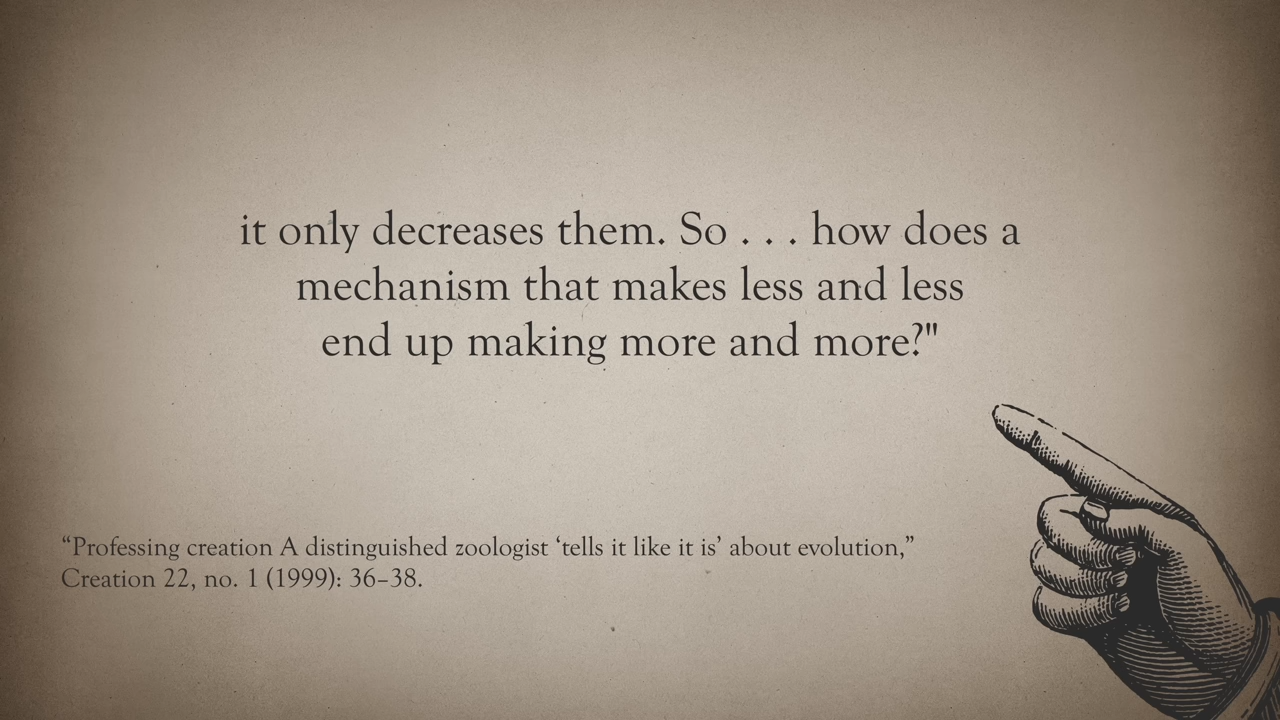 it only decreases them. So . . . how does a
mechanism that makes less and less
end up making more and more?"
“Professing creation A distinguished zoologist ‘tells it like it is’ about evolution,”
Creation 22, no. 1 (1999): 36–38.